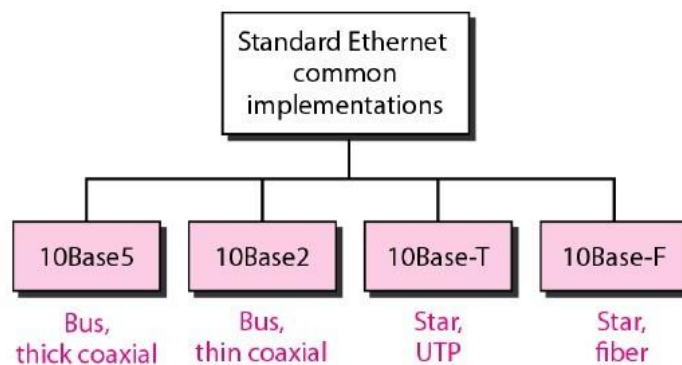 Standard Ethernet
common
implementations
10Base5
10Base2
10Base-T
10Base-F
Bus,
thick coaxial
Bus,
thin coaxial
Star,
UTP
Star,
fiber